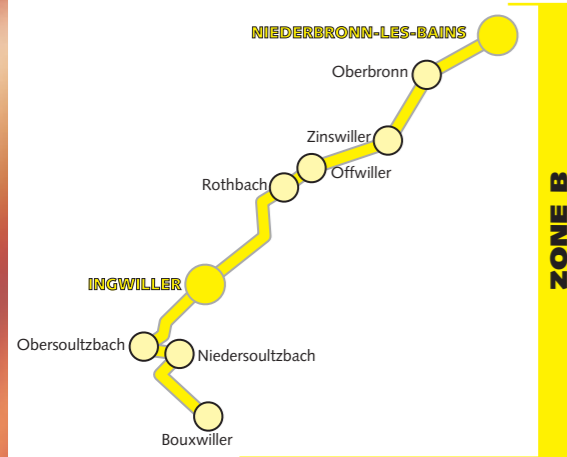 NIEDERBRONN-LES-BAINS
Oberbronn
Zinswiller
Offwiller
Rothbach
INGWILLER
Obersoultzbach
Niedersoultzbach
Bouxwiller
ZONE B